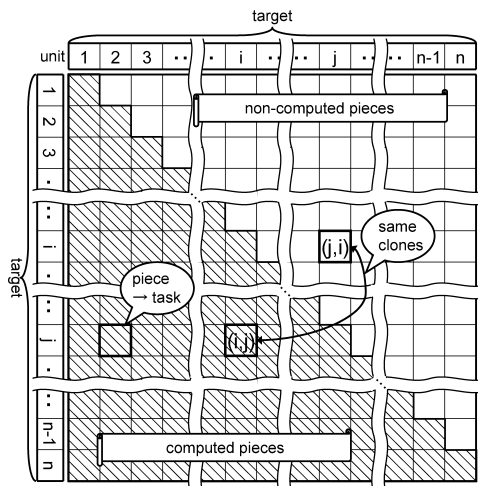 target
unit 1 2 3 ·· · i ·· ·· j ·· ·· n-1 n
1
non-computed pieces
2
3
·
·
i
(j,i)
same
clones
·
target
piece
→ task
·
·
j
(i,j)
·
·
·
n-1
computed pieces
n